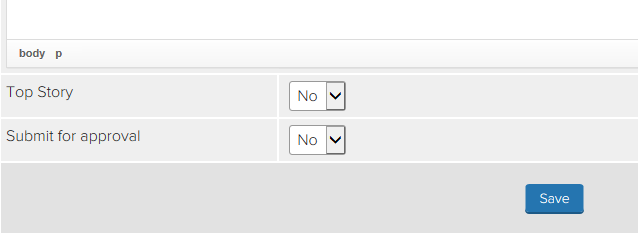 body p
Top Story No
Submit for approval No
Save